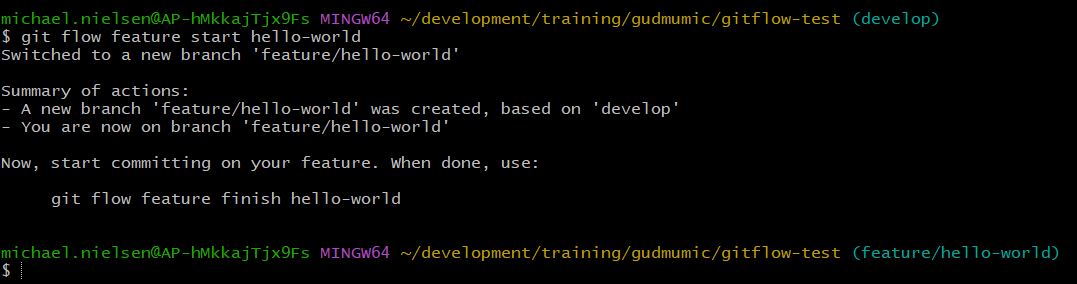 michael.nielsen@AP-hMkkajTjx9Fs MINGW64 ~/development/training/gudmumic/gitflow-test (develop)
$ git flow feature start hello-world
Switched to a new branch 'feature/hello-world'

Summary of actions:
- A new branch 'feature/hello-world' was created, based on 'develop'
- You are now on branch 'feature/hello-world'

Now, start committing on your feature. When done, use:

     git flow feature finish hello-world

michael.nielsen@AP-hMkkajTjx9Fs MINGW64 ~/development/training/gudmumic/gitflow-test (feature/hello-world)
$